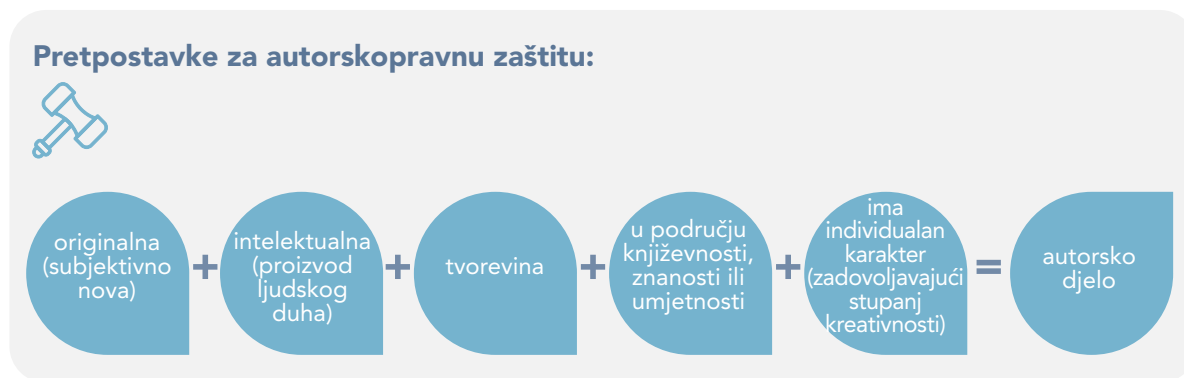 Pretpostavke za autorskopravnu zaštitu:
originalna
(subjektivno
nova)
+
intelektualna
(proizvod
ljudskog
duha)
+
tvorevina
+
u području
književnosti,
znanosti ili
umjetnosti
+
ima
individualan
karakter
(zadovoljavajući
stupanj
kreativnosti)
=
autorsko
djelo